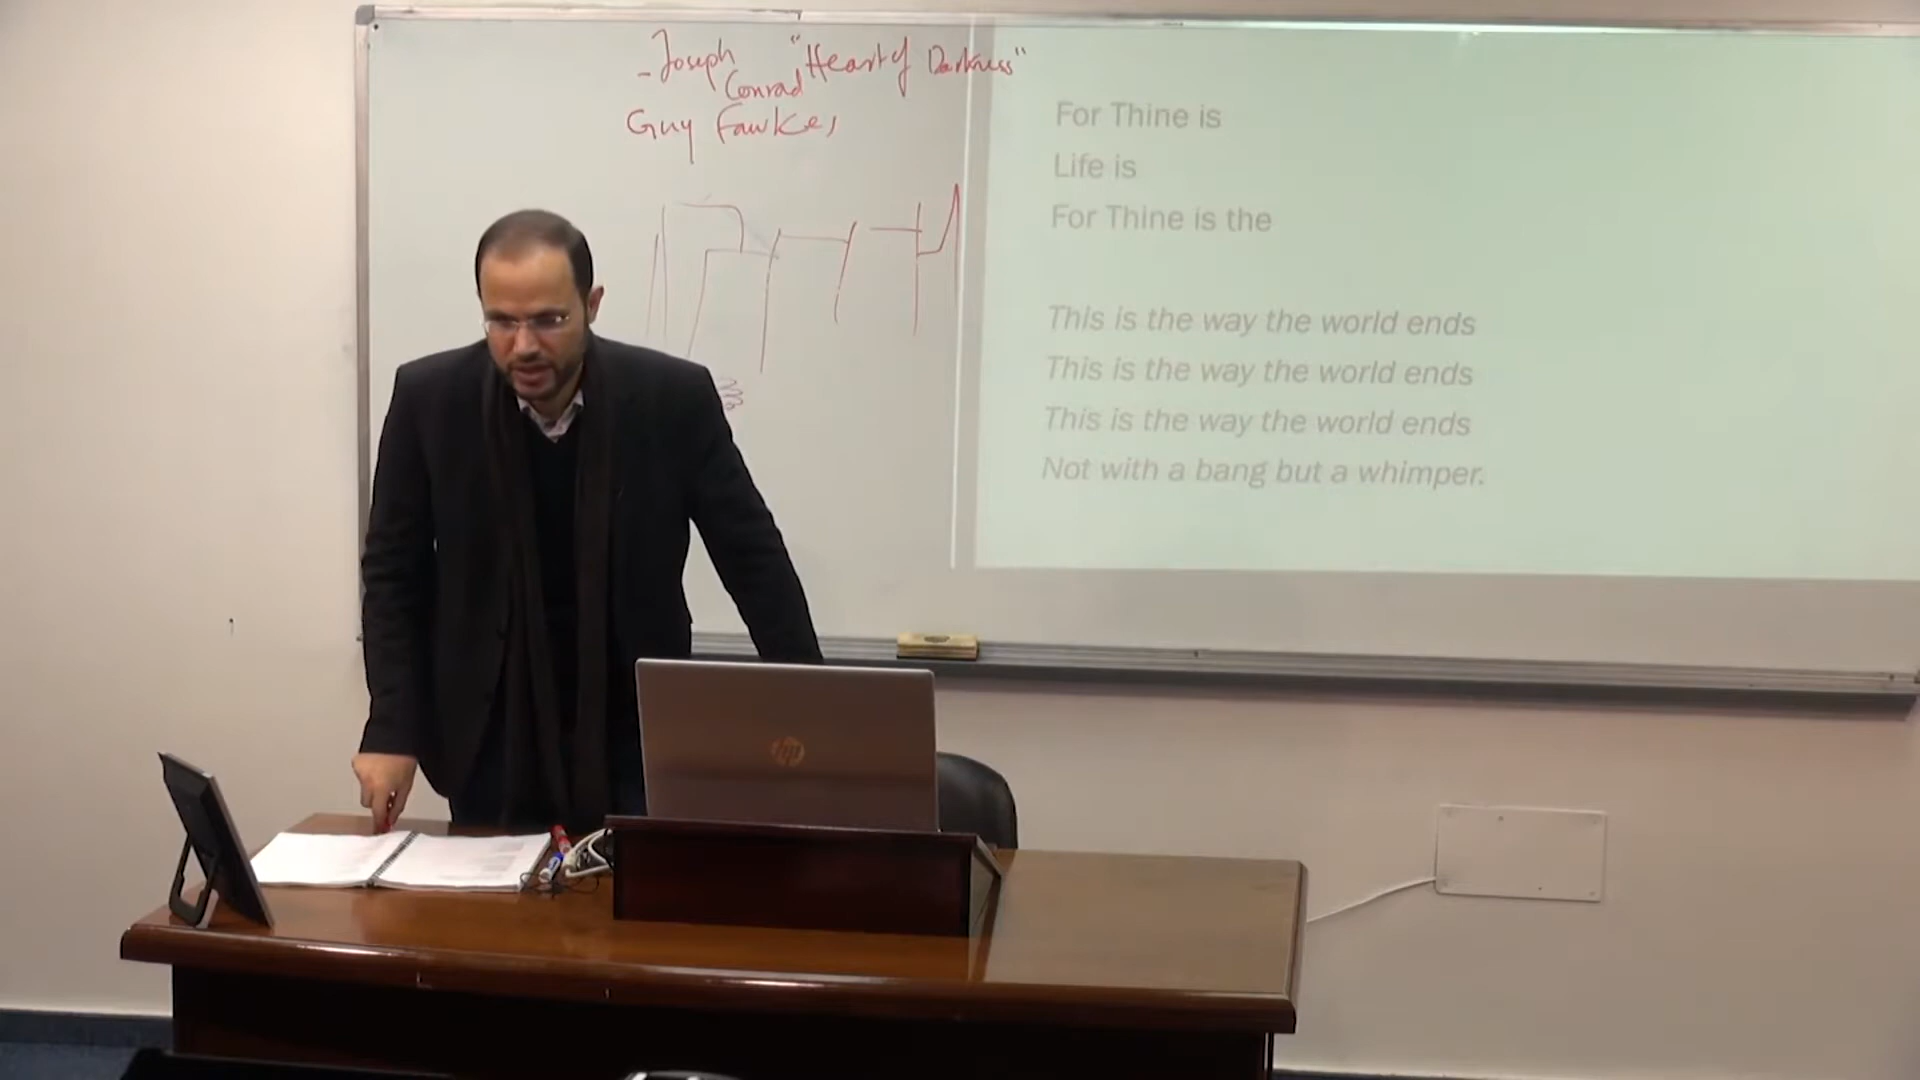 - Joseph "Heart of Darkness"
Conrad
Guy Fawkes
For Thine is
Life is
For Thine is the
This is the way the world ends
This is the way the world ends
This is the way the world ends
Not with a bang but a whimper.
hp